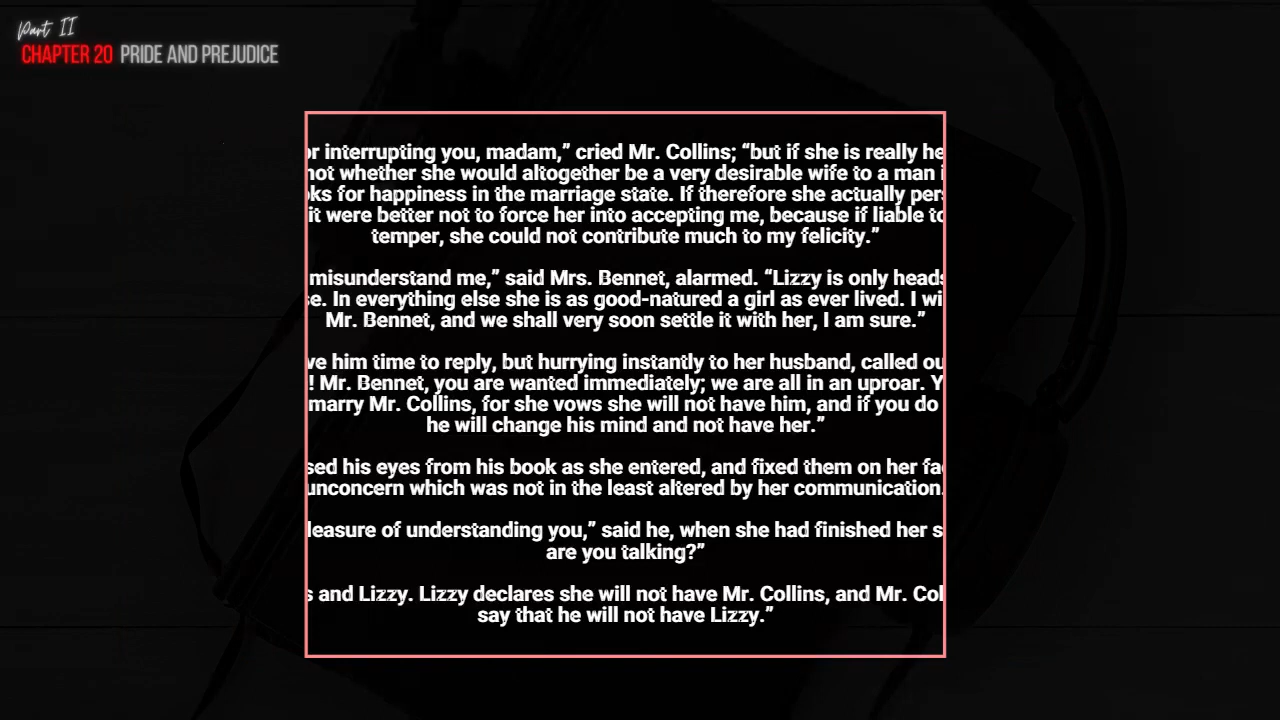 Part II
CHAPTER 20 PRIDE AND PREJUDICE
or interrupting you, madam,” cried Mr. Collins; “but if she is really he
not whether she would altogether be a very desirable wife to a man i
oks for happiness in the marriage state. If therefore she actually pers
it were better not to force her into accepting me, because if liable to
temper, she could not contribute much to my felicity.”
misunderstand me,” said Mrs. Bennet, alarmed. “Lizzy is only heads
se. In everything else she is as good-natured a girl as ever lived. I wi
Mr. Bennet, and we shall very soon settle it with her, I am sure.”
ve him time to reply, but hurrying instantly to her husband, called ou
! Mr. Bennet, you are wanted immediately; we are all in an uproar. Y
marry Mr. Collins, for she vows she will not have him, and if you do
he will change his mind and not have her.”
sed his eyes from his book as she entered, and fixed them on her fac
unconcern which was not in the least altered by her communication.
leasure of understanding you,” said he, when she had finished her s
are you talking?”
s and Lizzy. Lizzy declares she will not have Mr. Collins, and Mr. Col
say that he will not have Lizzy.”